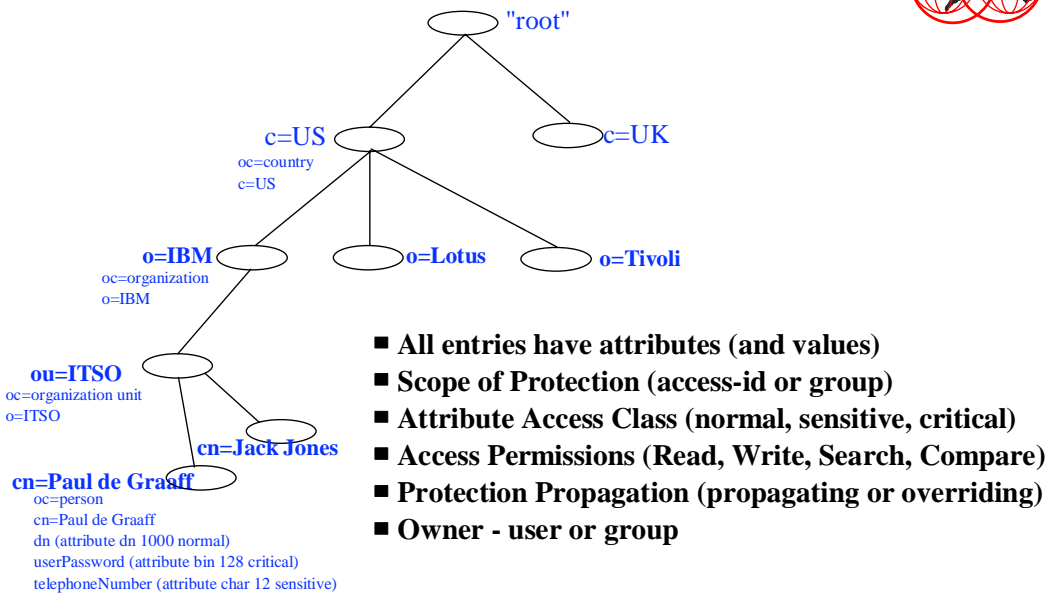 "root"
c=US
c=UK
oc=country
c=US
o=IBM
o=Lotus
o=Tivoli
oc=organization
o=IBM
ou=ITSO
oc=organization unit
o=ITSO
cn=Jack Jones
cn=Paul de Graaff
oc=person
cn=Paul de Graaff
dn (attribute dn 1000 normal)
userPassword (attribute bin 128 critical)
telephoneNumber (attribute char 12 sensitive)
■ All entries have attributes (and values)
■ Scope of Protection (access-id or group)
■ Attribute Access Class (normal, sensitive, critical)
■ Access Permissions (Read, Write, Search, Compare)
■ Protection Propagation (propagating or overriding)
■ Owner - user or group